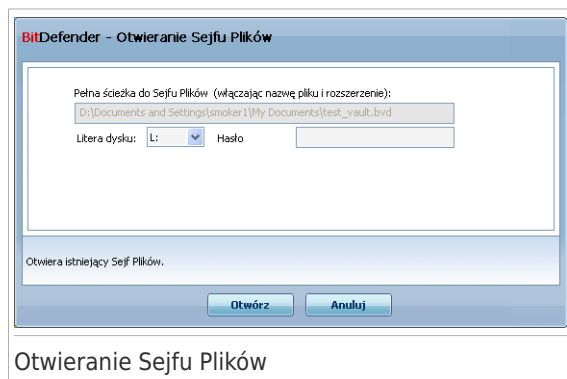 BitDefender - Otwieranie Sejfu Plików
Pełna ścieżka do Sejfu Plików (włączając nazwę pliku i rozszerzenie):
D:\Documents and Settings\smoker1\My Documents\test_vault.bvd
Litera dysku: L: Hasło
Otwiera istniejący Sejf Plików.
Otwórz Anuluj
Otwieranie Sejfu Plików